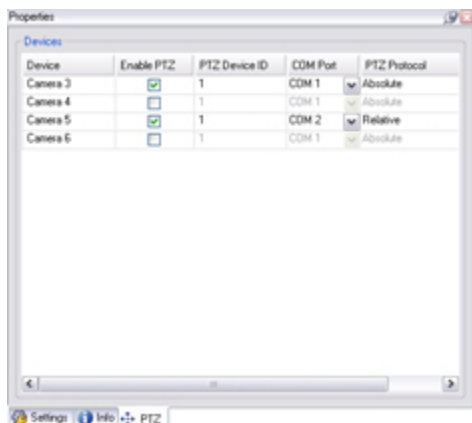 Properties
Devices
Device Enable PTZ PTZ Device ID COM Port PTZ Protocol
Camera 3 1 COM 1 Absolute
Camera 4 1 COM 1 Absolute
Camera 5 1 COM 2 Relative
Camera 6 1 COM 1 Absolute
Settings Info PTZ